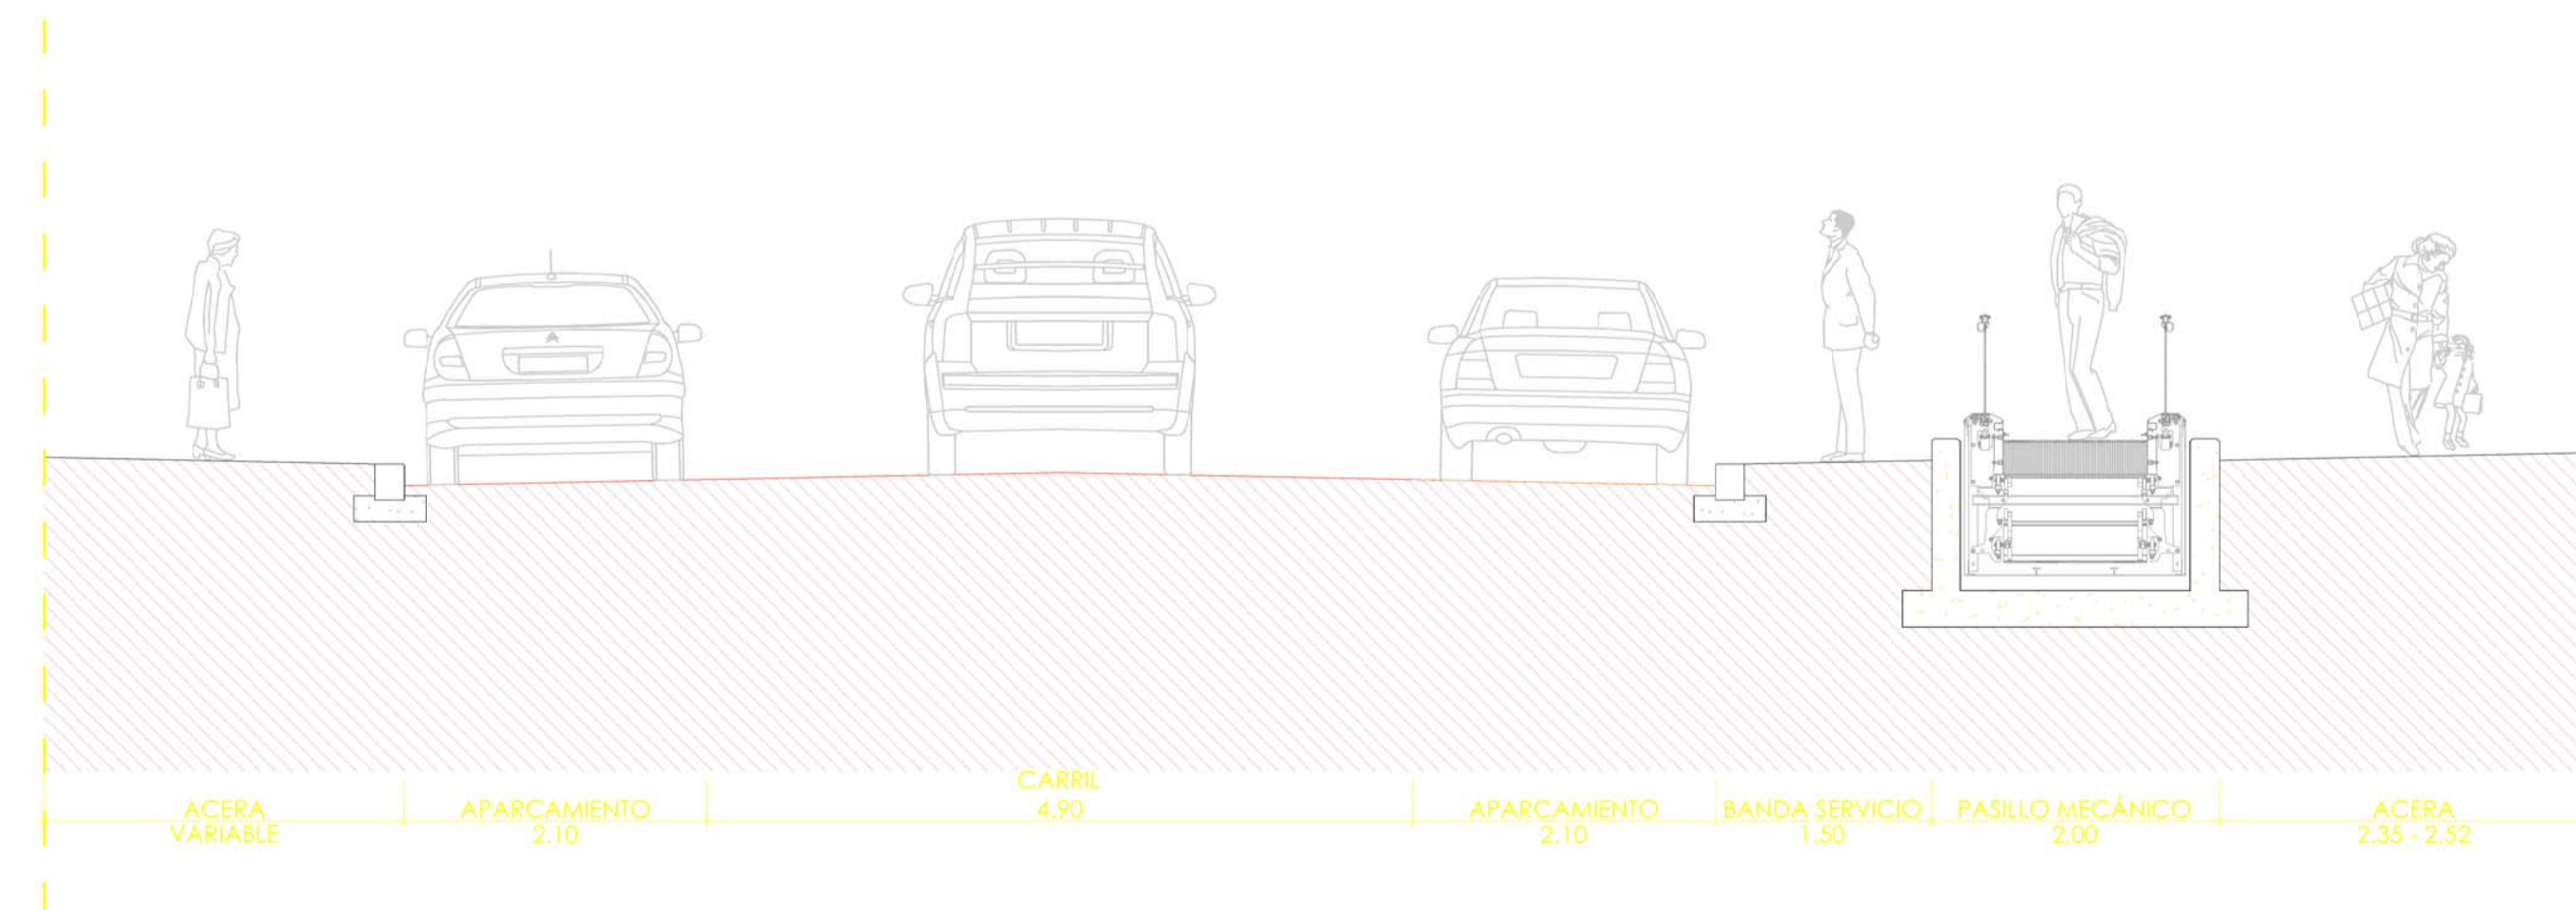 ACERA
VARIABLE
APARCAMIENTO
2.10
CARRIL
4.90
APARCAMIENTO
2.10
BANDA SERVICIO
1.50
PASILLO MECÁNICO
2.00
ACERA
2.35 - 2.52